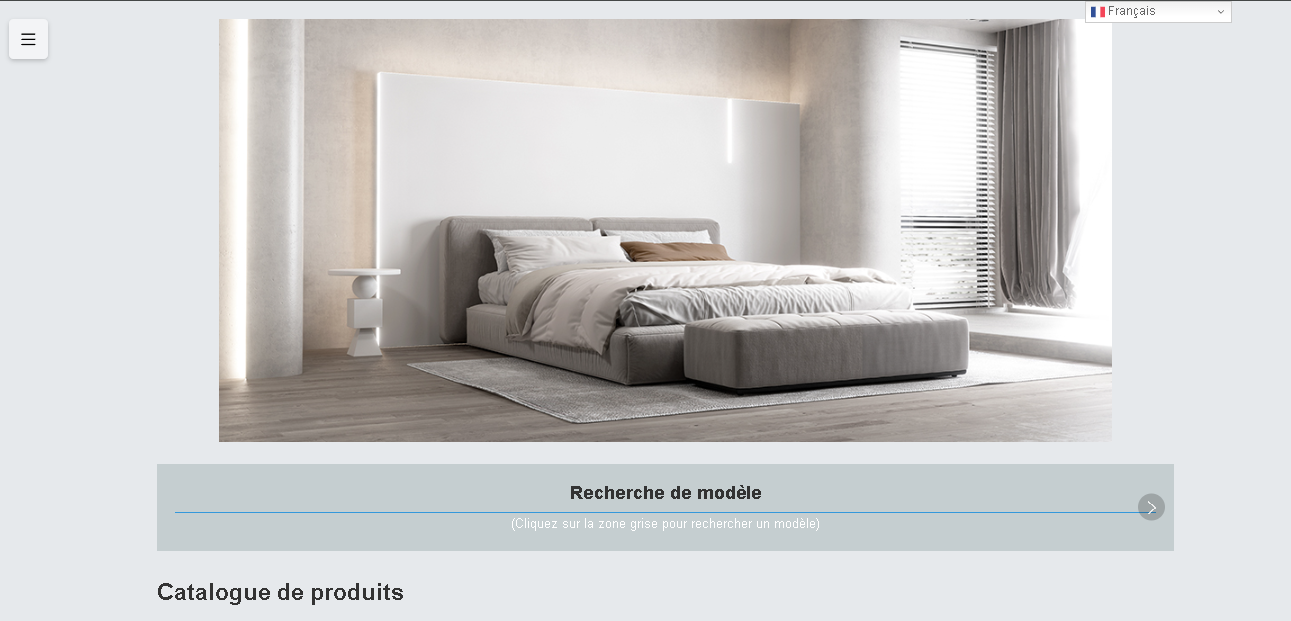 Français
Recherche de modèle
(Cliquez sur la zone grise pour rechercher un modèle)
Catalogue de produits